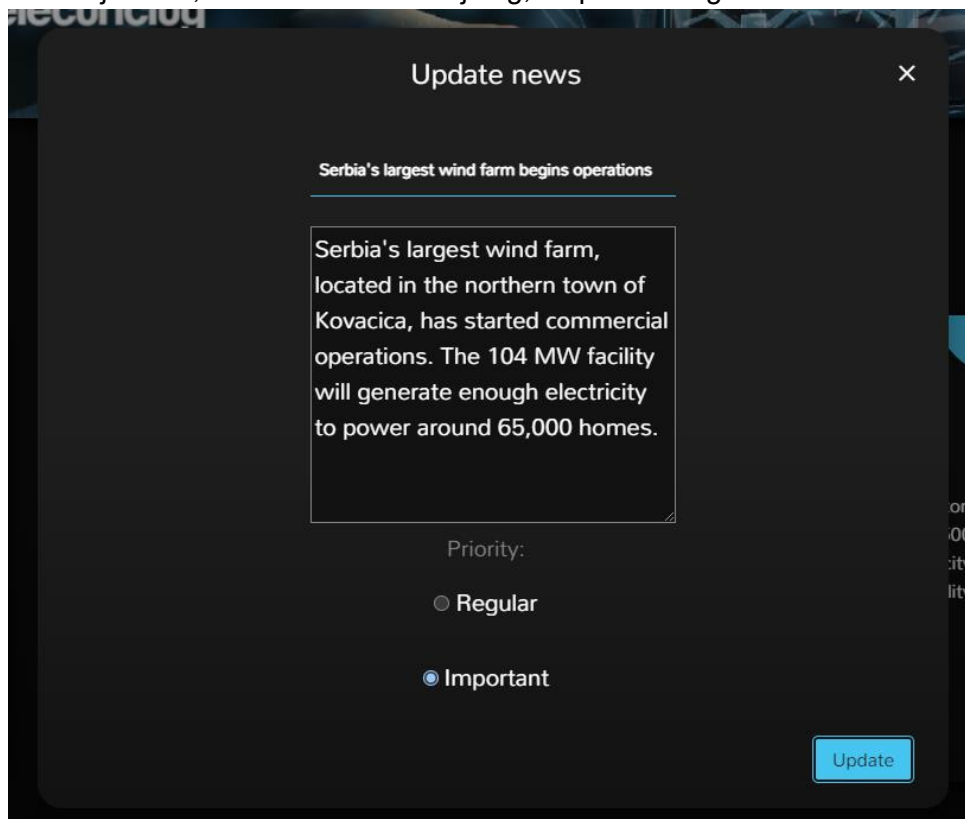 Update news
×
Serbia's largest wind farm begins operations
Serbia's largest wind farm,
located in the northern town of
Kovacica, has started commercial
operations. The 104 MW facility
will generate enough electricity
to power around 65,000 homes.
Priority:
Regular
Important
Update